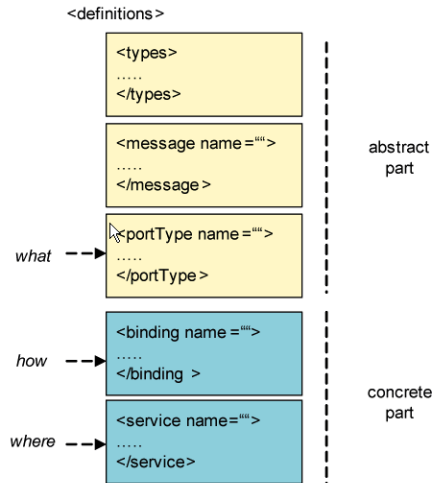 <definitions>
<types>
.....
</types>
<message name=““>
.....
</message>
abstract
part
<portType name=““>
what
.....
</portType>
<binding name=““>
how
.....
</binding >
concrete
part
<service name=““>
where
.....
</service>